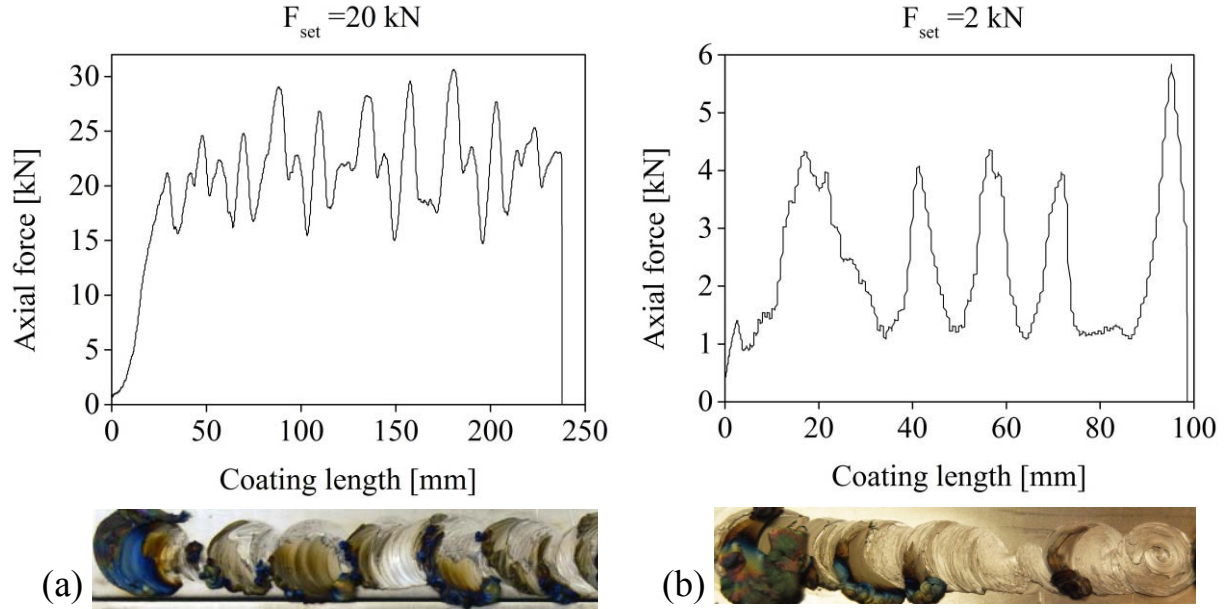 F_set =20 kN
30
25
20
15
10
5
0
Axial force [kN]
0 50 100 150 200 250
Coating length [mm]
(a)
F_set =2 kN
6
5
4
3
2
1
0
Axial force [kN]
0 20 40 60 80 100
Coating length [mm]
(b)